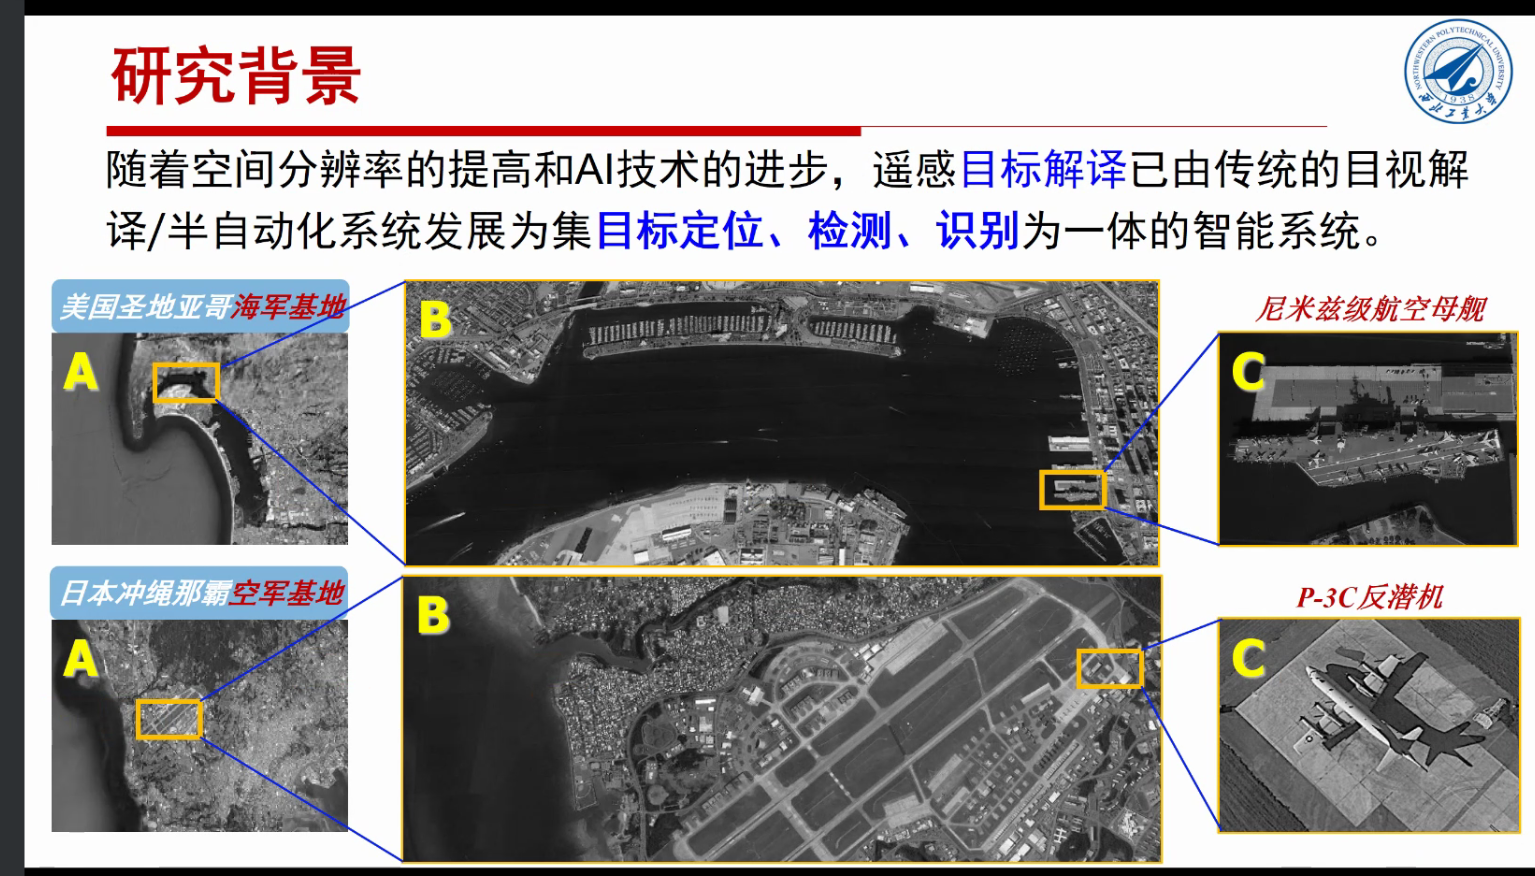 研究背景
NORTHWESTERN POLYTECHNICAL UNIVERSITY
1938
西北工业大学
随着空间分辨率的提高和AI技术的进步，遥感目标解译已由传统的目视解
译/半自动化系统发展为集目标定位、检测、识别为一体的智能系统。
美国圣地亚哥海军基地
A
B
尼米兹级航空母舰
C
日本冲绳那霸空军基地
A
B
P-3C反潜机
C